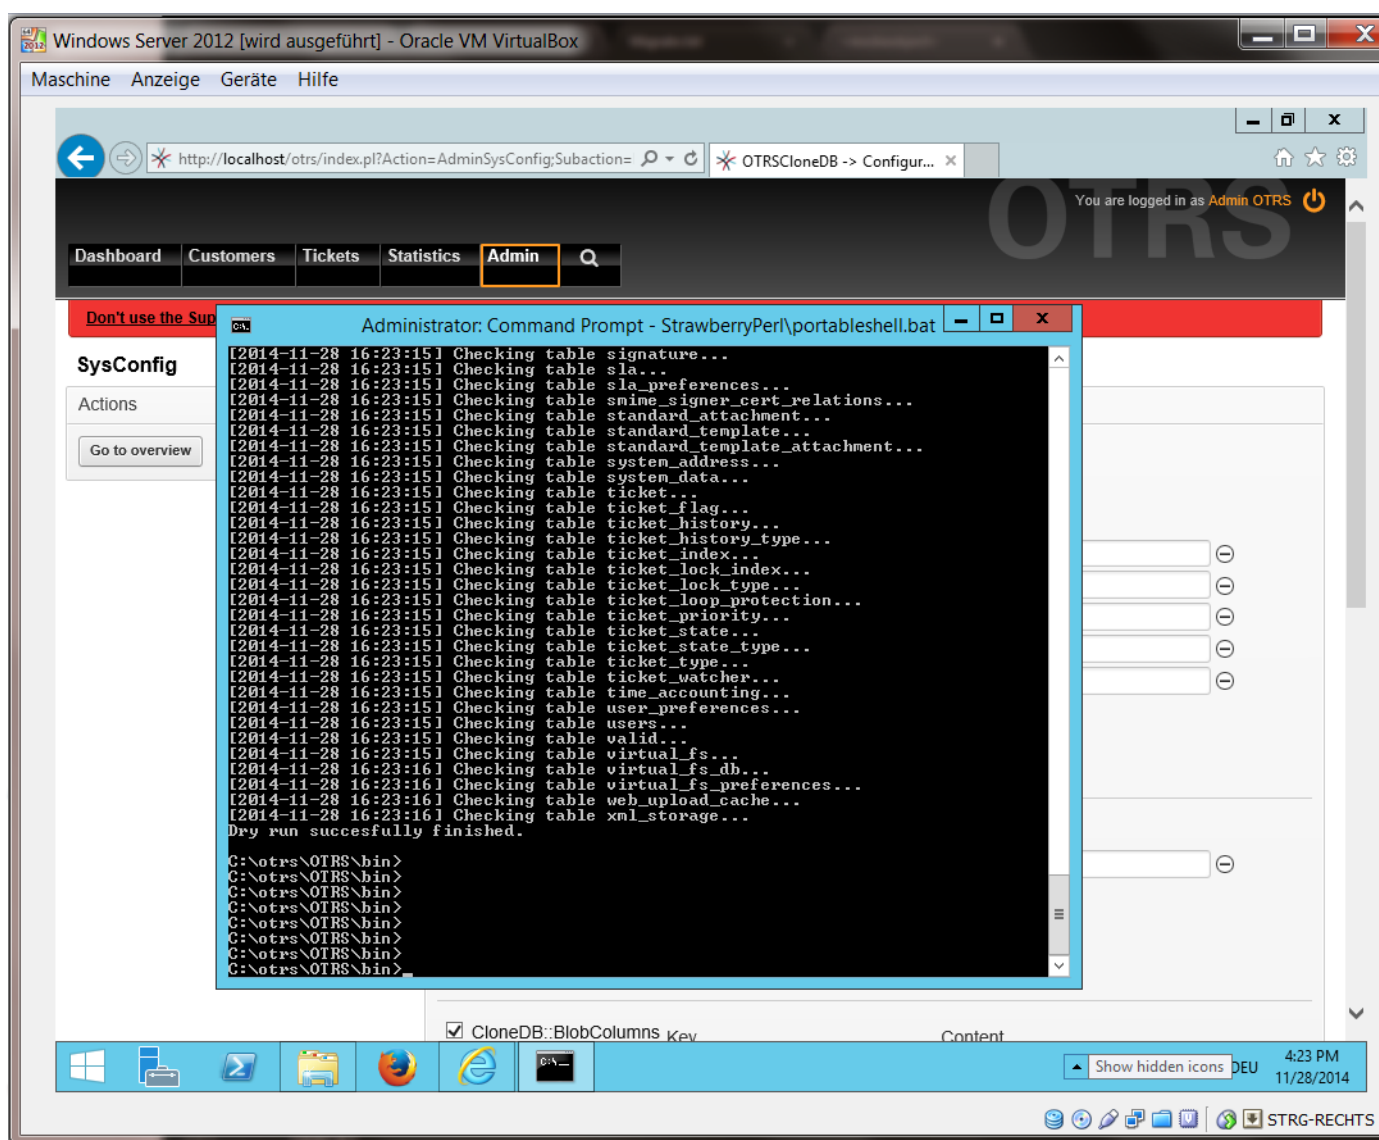 Windows Server 2012 [wird ausgeführt] - Oracle VM VirtualBox
Maschine Anzeige Geräte Hilfe
http://localhost/otrs/index.pl?Action=AdminSysConfig;Subaction=
OTRSCloneDB -> Configur...
OTRS
You are logged in as Admin OTRS
Dashboard Customers Tickets Statistics Admin
Don't use the Sup
Administrator: Command Prompt - StrawberryPerl\portableshell.bat
SysConfig
Actions
Go to overview
[2014-11-28 16:23:15] Checking table signature...
[2014-11-28 16:23:15] Checking table sla...
[2014-11-28 16:23:15] Checking table sla_preferences...
[2014-11-28 16:23:15] Checking table smime_signer_cert_relations...
[2014-11-28 16:23:15] Checking table standard_attachment...
[2014-11-28 16:23:15] Checking table standard_template...
[2014-11-28 16:23:15] Checking table standard_template_attachment...
[2014-11-28 16:23:15] Checking table system_address...
[2014-11-28 16:23:15] Checking table system_data...
[2014-11-28 16:23:15] Checking table ticket...
[2014-11-28 16:23:15] Checking table ticket_flag...
[2014-11-28 16:23:15] Checking table ticket_history...
[2014-11-28 16:23:15] Checking table ticket_history_type...
[2014-11-28 16:23:15] Checking table ticket_index...
[2014-11-28 16:23:15] Checking table ticket_lock_index...
[2014-11-28 16:23:15] Checking table ticket_lock_type...
[2014-11-28 16:23:15] Checking table ticket_loop_protection...
[2014-11-28 16:23:15] Checking table ticket_priority...
[2014-11-28 16:23:15] Checking table ticket_state...
[2014-11-28 16:23:15] Checking table ticket_state_type...
[2014-11-28 16:23:15] Checking table ticket_type...
[2014-11-28 16:23:15] Checking table ticket_watcher...
[2014-11-28 16:23:15] Checking table time_accounting...
[2014-11-28 16:23:15] Checking table user_preferences...
[2014-11-28 16:23:15] Checking table users...
[2014-11-28 16:23:15] Checking table valid...
[2014-11-28 16:23:15] Checking table virtual_fs...
[2014-11-28 16:23:16] Checking table virtual_fs_db...
[2014-11-28 16:23:16] Checking table virtual_fs_preferences...
[2014-11-28 16:23:16] Checking table web_upload_cache...
[2014-11-28 16:23:16] Checking table xml_storage...
Dry run succesfully finished.
C:\otrs\OTRS\bin>
C:\otrs\OTRS\bin>
C:\otrs\OTRS\bin>
C:\otrs\OTRS\bin>
C:\otrs\OTRS\bin>
C:\otrs\OTRS\bin>
C:\otrs\OTRS\bin>
C:\otrs\OTRS\bin>_
CloneDB::BlobColumns Key Content
Show hidden icons DEU 4:23 PM
11/28/2014
STRG-RECHTS